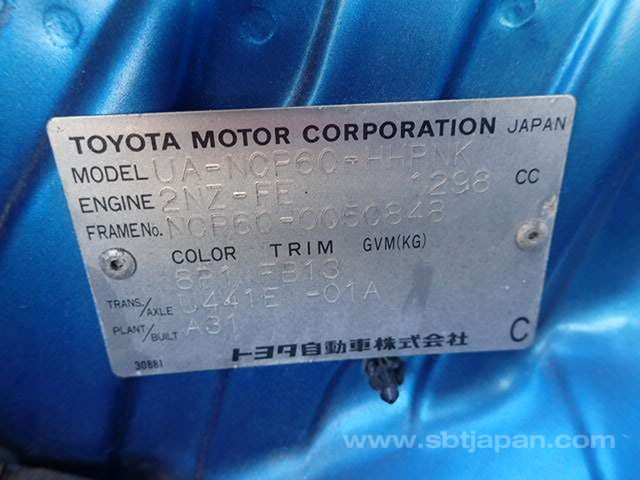 TOYOTA MOTOR CORPORATION JAPAN
MODEL UA-NCP60-HHPNK
ENGINE 2NZ-FE 1298 CC
FRAME No. NCP60-0050848
COLOR TRIM GVM(KG)
8P1 FB13
TRANS./AXLE U441E -01A
PLANT/BUILT A31
トヨタ自動車株式会社 C
30881
www.sbtjapan.com